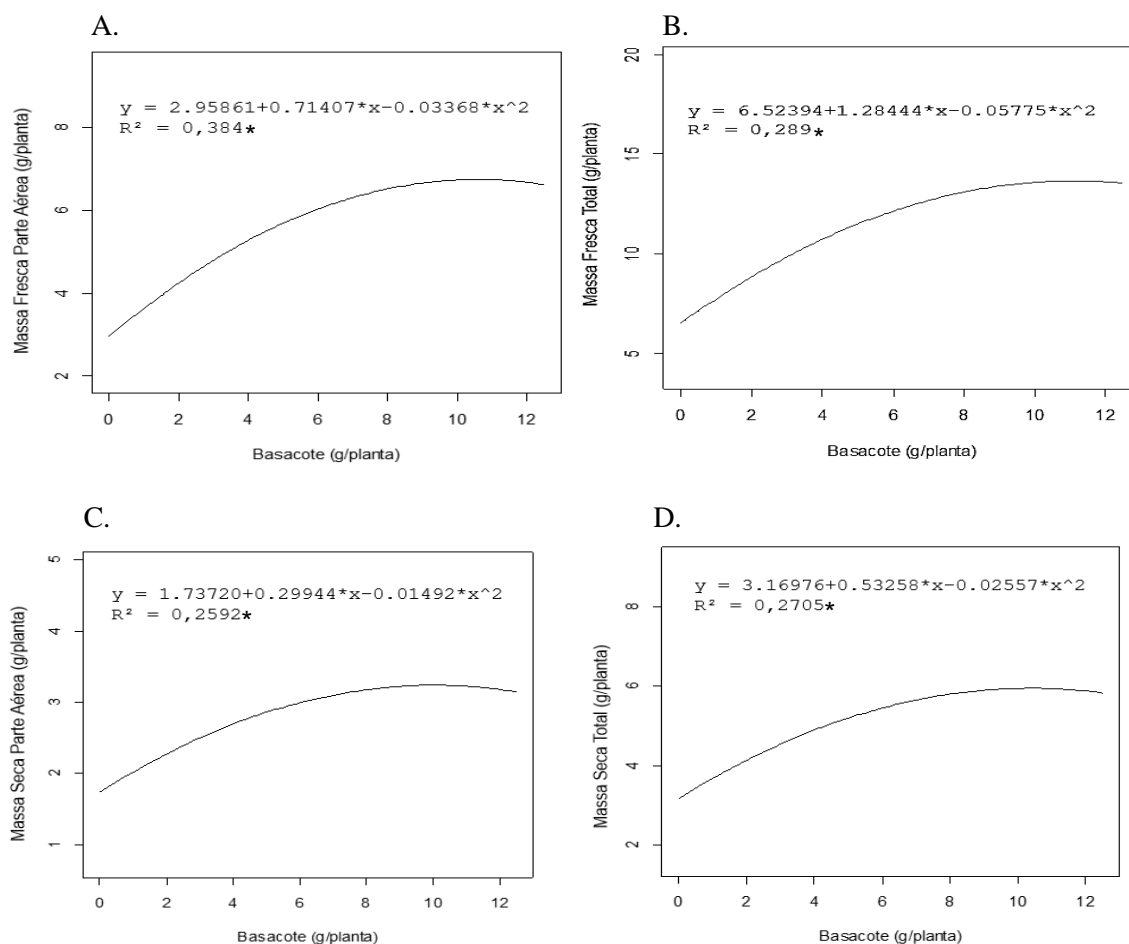 A.
y = 2.95861+0.71407*x-0.03368*x^2
R² = 0,384*
Massa Fresca Parte Aérea (g/planta)
8
6
4
2
0 2 4 6 8 10 12
Basacote (g/planta)
B.
y = 6.52394+1.28444*x-0.05775*x^2
R² = 0,289*
Massa Fresca Total (g/planta)
20
15
10
5
0 2 4 6 8 10 12
Basacote (g/planta)
C.
y = 1.73720+0.29944*x-0.01492*x^2
R² = 0,2592*
Massa Seca Parte Aérea (g/planta)
5
4
3
2
1
0 2 4 6 8 10 12
Basacote (g/planta)
D.
y = 3.16976+0.53258*x-0.02557*x^2
R² = 0,2705*
Massa Seca Total (g/planta)
8
6
4
2
0 2 4 6 8 10 12
Basacote (g/planta)